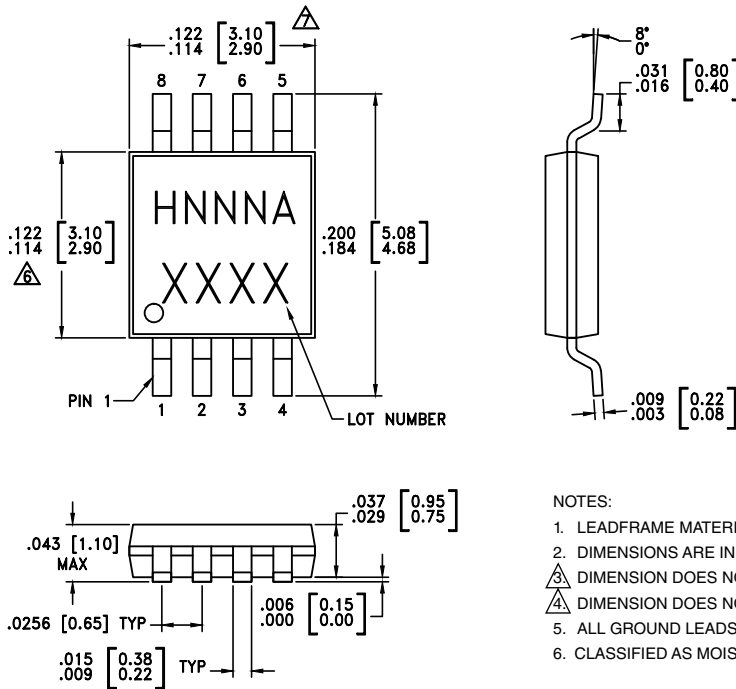 .122 [3.10]
.114 [2.90]
7
8 7 6 5
HNNNA
XXXX
.122 [3.10]
.114 [2.90]
6
.200 [5.08]
.184 [4.68]
PIN 1
1 2 3 4
LOT NUMBER
8°
0°
.031 [0.80]
.016 [0.40]
.009 [0.22]
.003 [0.08]
.037 [0.95]
.029 [0.75]
.043 [1.10]
MAX
.0256 [0.65] TYP
.006 [0.15]
.000 [0.00]
.015 [0.38]
.009 [0.22]
TYP
NOTES:
1. LEADFRAME MATERI
2. DIMENSIONS ARE IN
3. DIMENSION DOES NO
4. DIMENSION DOES NO
5. ALL GROUND LEADS
6. CLASSIFIED AS MOIS